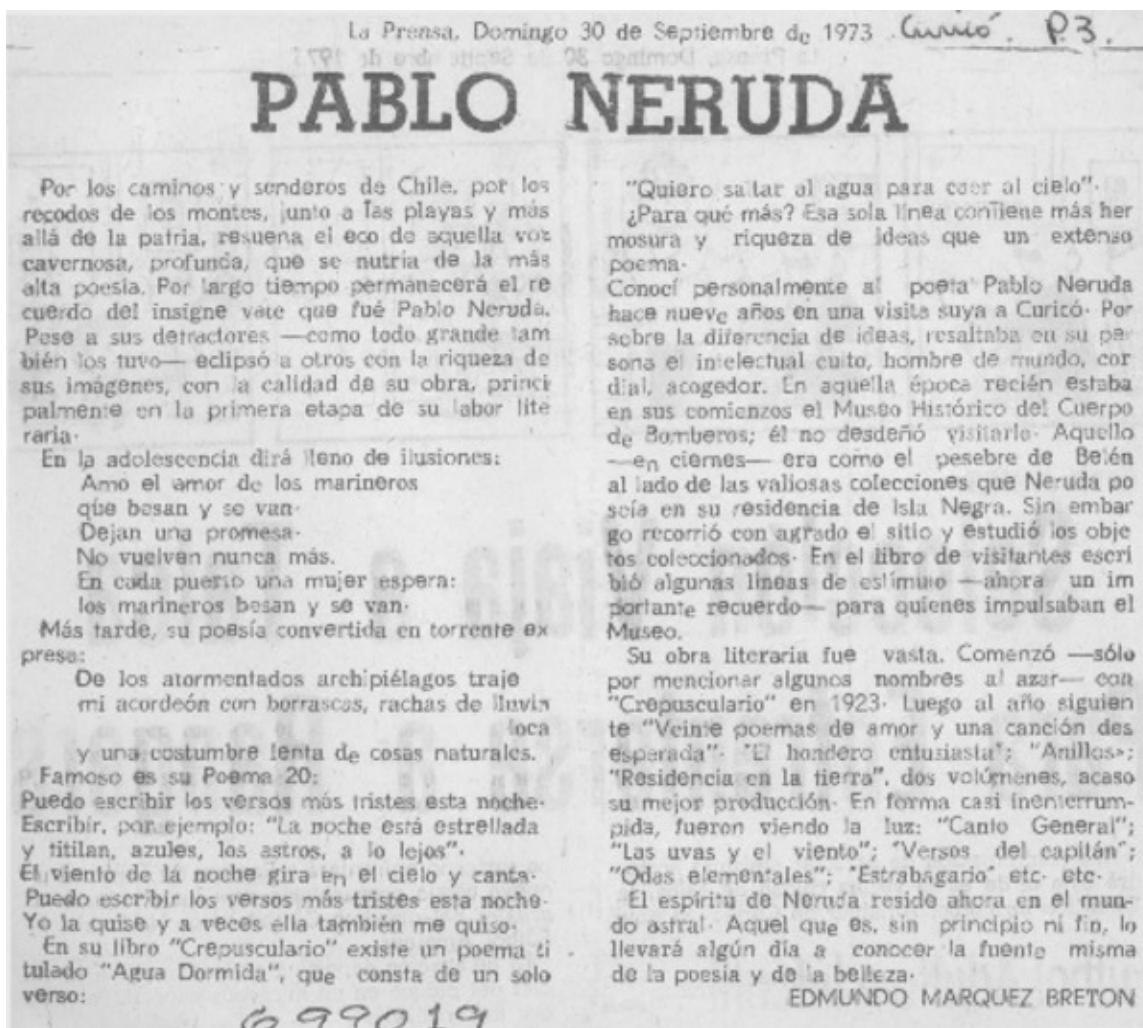 La Prensa, Domingo 30 de Septiembre de 1973 Curicó. P.3.
PABLO NERUDA
Por los caminos y senderos de Chile, por los
recodos de los montes, junto a las playas y más
allá de la patria, resuena el eco de aquella voz
cavernosa, profunda, que se nutría de la más
alta poesía. Por largo tiempo permanecerá el re
cuerdo del insigne vate que fué Pablo Neruda.
Pese a sus detractores —como todo grande tam
bién los tuvo— eclipsó a otros con la riqueza de
sus imágenes, con la calidad de su obra, princi
palmente en la primera etapa de su labor lite
raria.
En la adolescencia dirá lleno de ilusiones:
Amo el amor de los marineros
que besan y se van.
Dejan una promesa.
No vuelven nunca más.
En cada puerto una mujer espera:
los marineros besan y se van.
Más tarde, su poesía convertida en torrente ex
presa:
De los atormentados archipiélagos traje
mi acordeón con borrascas, rachas de lluvia
loca
y una costumbre lenta de cosas naturales.
Famoso es su Poema 20:
Puedo escribir los versos más tristes esta noche.
Escribir, por ejemplo: "La noche está estrellada
y titilan, azules, los astros, a lo lejos".
El viento de la noche gira en el cielo y canta.
Puedo escribir los versos más tristes esta noche.
Yo la quise y a veces ella también me quiso.
En su libro "Crepusculario" existe un poema ti
tulado "Agua Dormida", que consta de un solo
verso:
"Quiero saltar al agua para caer al cielo".
¿Para qué más? Esa sola línea contiene más her
mosura y riqueza de ideas que un extenso
poema.
Conocí personalmente al poeta Pablo Neruda
hace nueve años en una visita suya a Curicó. Por
sobre la diferencia de ideas, resaltaba en su per
sona el intelectual culto, hombre de mundo, cor
dial, acogedor. En aquella época recién estaba
en sus comienzos el Museo Histórico del Cuerpo
de Bomberos; él no desdeñó visitarlo. Aquello
—en ciernes— era como el pesebre de Belén
al lado de las valiosas colecciones que Neruda po
seía en su residencia de Isla Negra. Sin embar
go recorrió con agrado el sitio y estudió los obje
tos coleccionados. En el libro de visitantes escri
bió algunas líneas de estímulo —ahora un im
portante recuerdo— para quienes impulsaban el
Museo.
Su obra literaria fue vasta. Comenzó —sólo
por mencionar algunos nombres al azar— con
"Crepusculario" en 1923. Luego al año siguien
te "Veinte poemas de amor y una canción des
esperada". "El hondero entusiasta"; "Anillos";
"Residencia en la tierra", dos volúmenes, acaso
su mejor producción. En forma casi inenterrum-
pida, fueron viendo la luz: "Canto General";
"Las uvas y el viento"; "Versos del capitán";
"Odas elementales"; "Estrabagario" etc. etc.
El espíritu de Neruda reside ahora en el mun-
do astral. Aquel que es, sin principio ni fin, lo
llevará algún día a conocer la fuente misma
de la poesía y de la belleza.
EDMUNDO MARQUEZ BRETON
699019